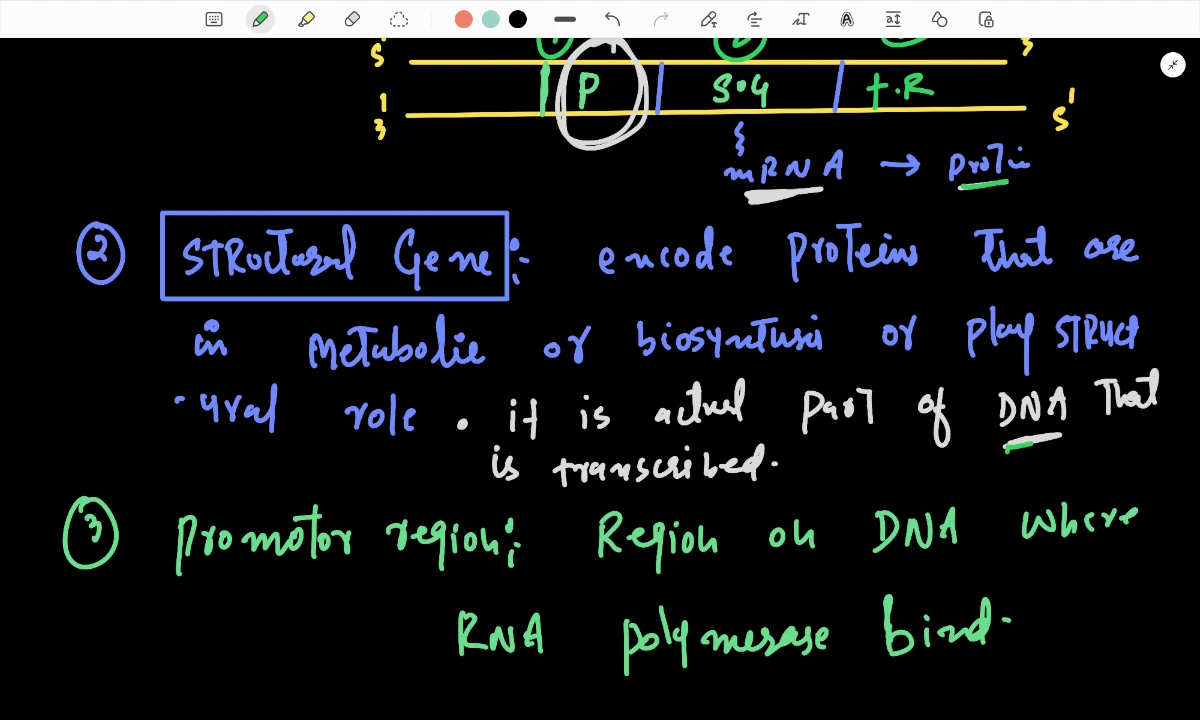 5'
P S.G t.R
3' 5'
mRNA → Protin
② Structural Gene:- encode proteins that are
in metabolic or biosynthesis or play struct
-ural role. it is actual part of DNA that
is transcribed.
③ Promotor region: Region on DNA where
RNA polymerase bind.